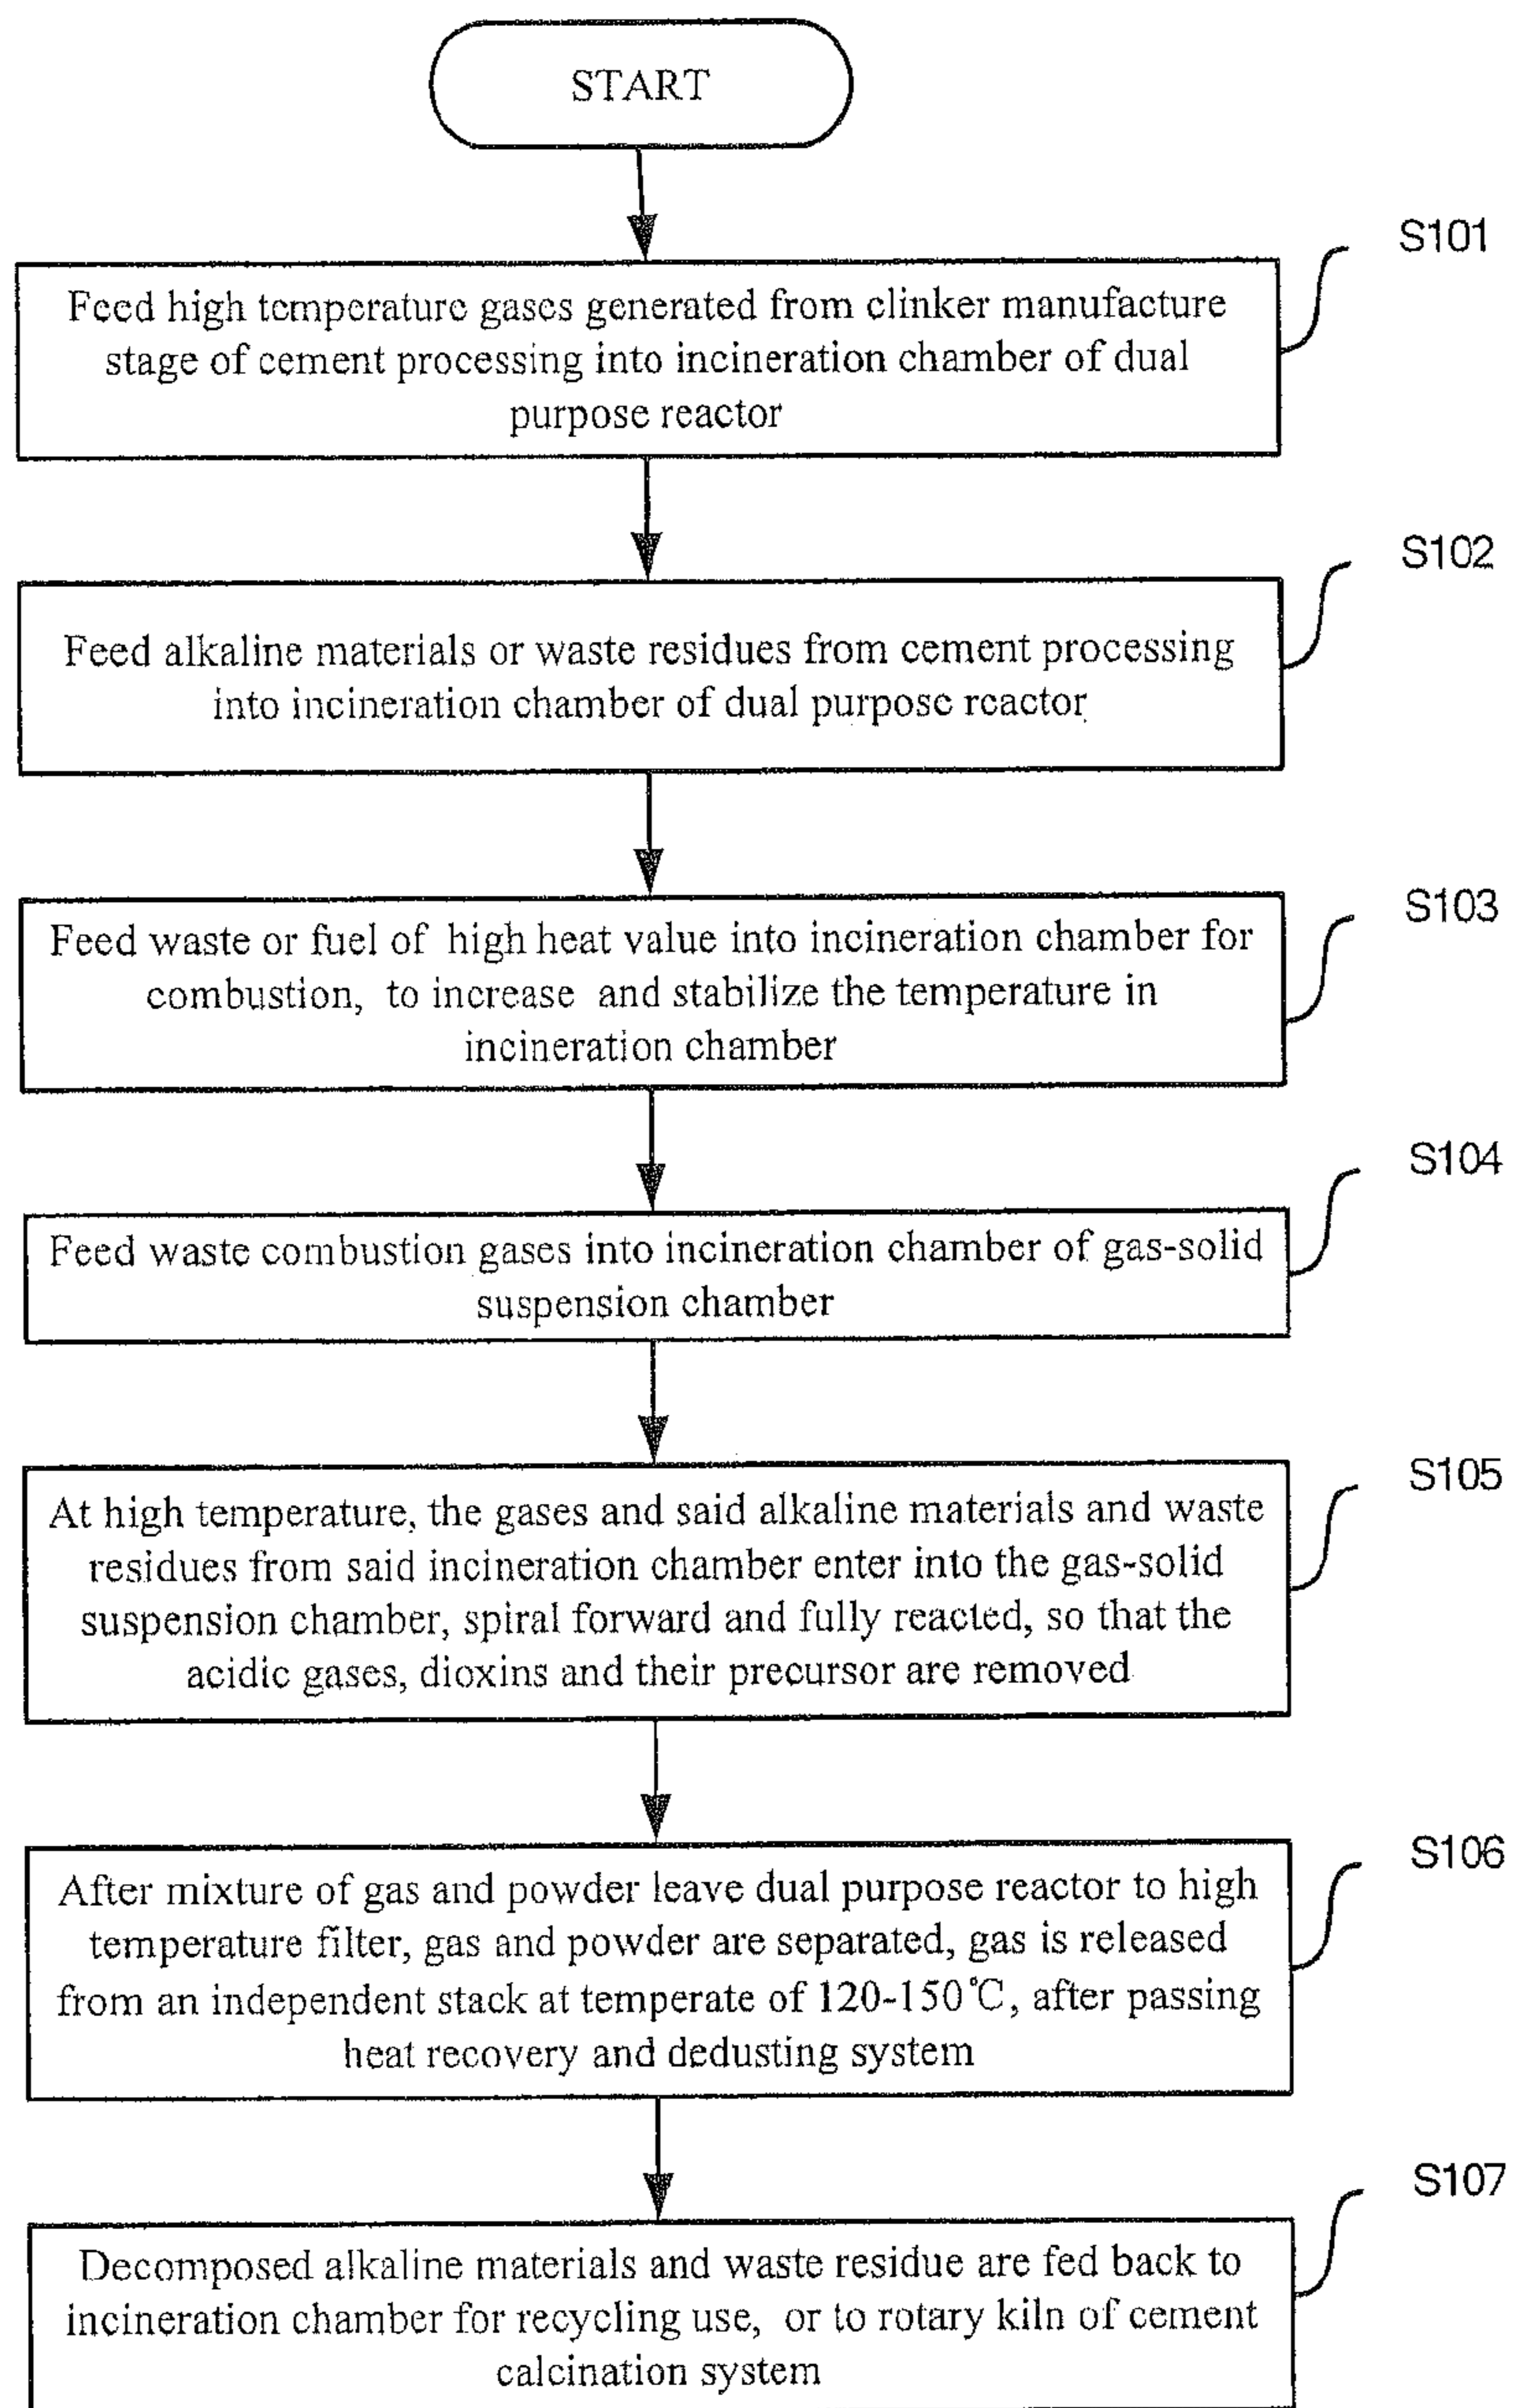 START
S101
Feed high temperature gases generated from clinker manufacture
stage of cement processing into incineration chamber of dual
purpose reactor
S102
Feed alkaline materials or waste residues from cement processing
into incineration chamber of dual purpose reactor
S103
Feed waste or fuel of high heat value into incineration chamber for
combustion, to increase and stabilize the temperature in
incineration chamber
S104
Feed waste combustion gases into incineration chamber of gas-solid
suspension chamber
S105
At high temperature, the gases and said alkaline materials and waste
residues from said incineration chamber enter into the gas-solid
suspension chamber, spiral forward and fully reacted, so that the
acidic gases, dioxins and their precursor are removed
S106
After mixture of gas and powder leave dual purpose reactor to high
temperature filter, gas and powder are separated, gas is released
from an independent stack at temperate of 120-150℃, after passing
heat recovery and dedusting system
S107
Decomposed alkaline materials and waste residue are fed back to
incineration chamber for recycling use, or to rotary kiln of cement
calcination system